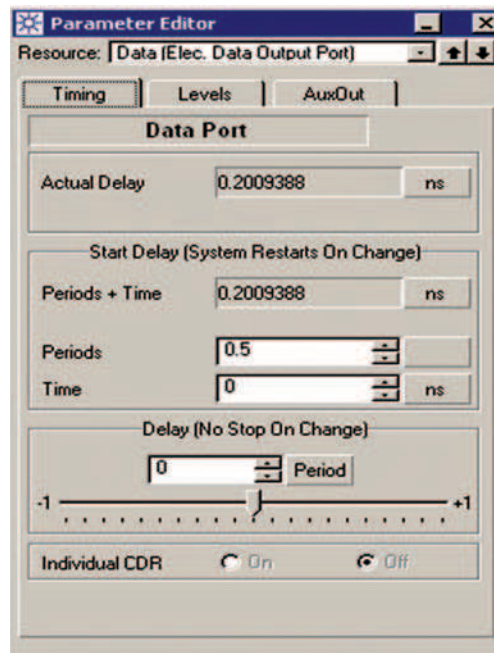 Parameter Editor
Resource: Data (Elec. Data Output Port)
Timing Levels AuxOut
Data Port
Actual Delay 0.2009388 ns
Start Delay (System Restarts On Change)
Periods + Time 0.2009388 ns
Periods 0.5
Time 0 ns
Delay (No Stop On Change)
0 Period
-1 +1
Individual CDR On Off